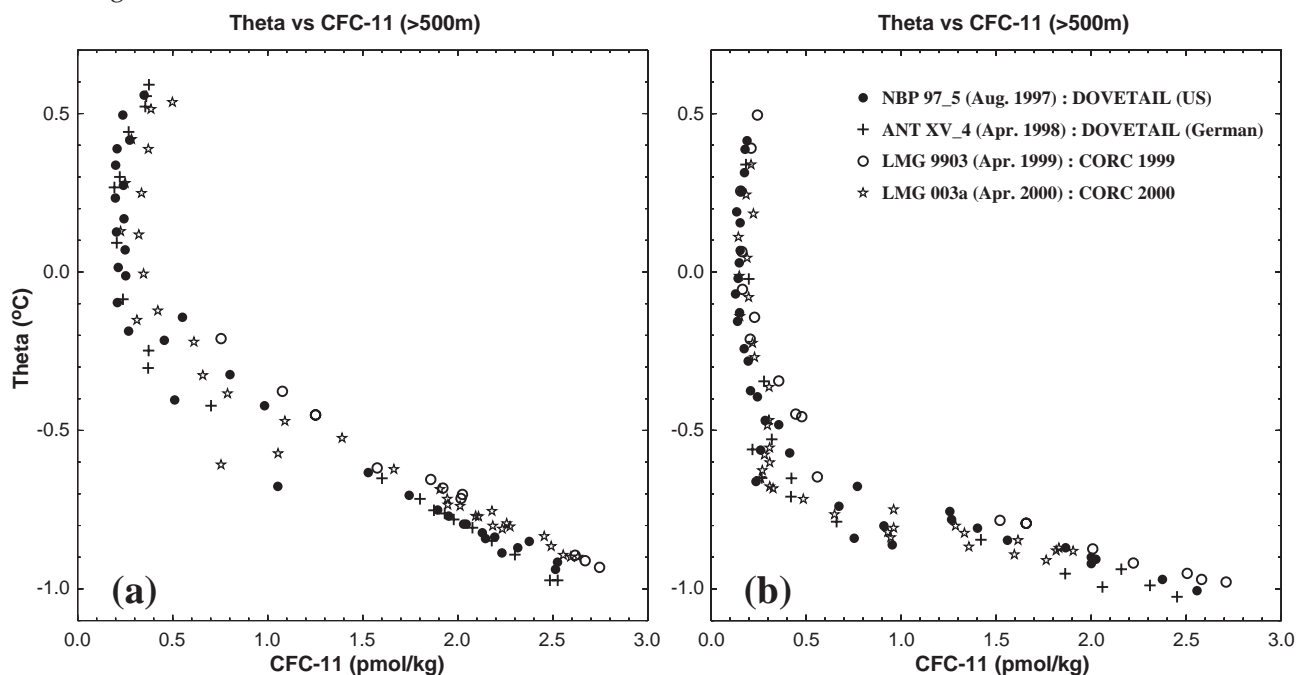 Theta vs CFC-11 (>500m)
Theta vs CFC-11 (>500m)
NBP 97_5 (Aug. 1997) : DOVETAIL (US)
ANT XV_4 (Apr. 1998) : DOVETAIL (German)
LMG 9903 (Apr. 1999) : CORC 1999
LMG 003a (Apr. 2000) : CORC 2000
Theta (ºC)
0.5
0.0
-0.5
-1.0
(a)
0.0 0.5 1.0 1.5 2.0 2.5 3.0
CFC-11 (pmol/kg)
0.5
0.0
-0.5
-1.0
(b)
0.0 0.5 1.0 1.5 2.0 2.5 3.0
CFC-11 (pmol/kg)